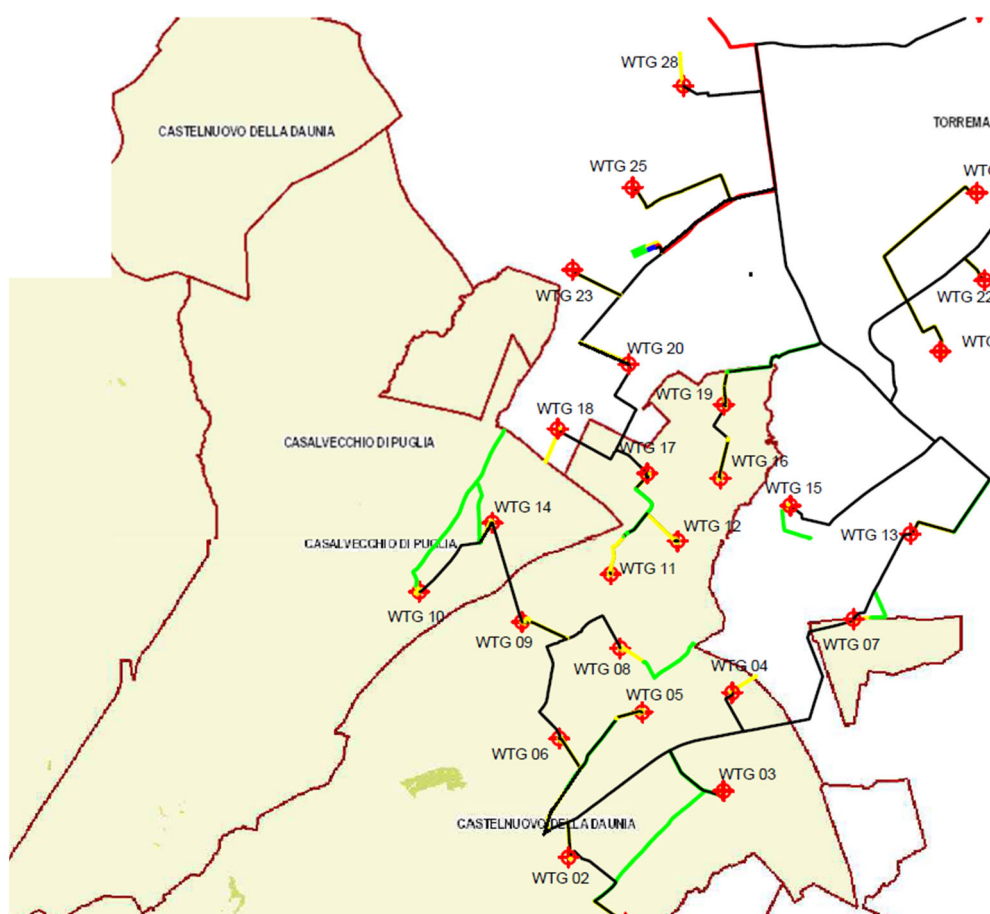 WTG 28
CASTELNUOVO DELLA DAUNIA
TORREMA
WTG 25
WTG 23
WTG 22
WTG 20
WTG 19
WTG 18
CASALVECCHIO DI PUGLIA
WTG 17
WTG 16
WTG 15
WTG 14
WTG 12
WTG 13
CASALVECCHIO DI PUGLIA
WTG 11
WTG 10
WTG 09
WTG 07
WTG 08
WTG 04
WTG 05
WTG 06
WTG 03
CASTELNUOVO DELLA DAUNIA
WTG 02